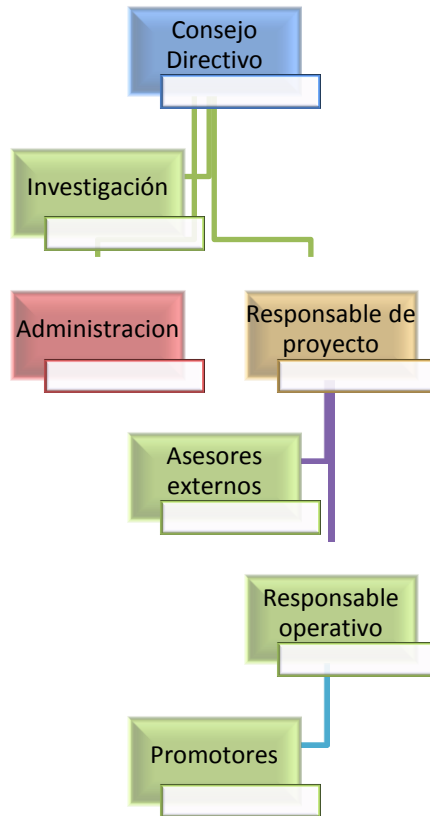 Consejo
Directivo
Investigación
Administracion
Responsable de
proyecto
Asesores
externos
Responsable
operativo
Promotores